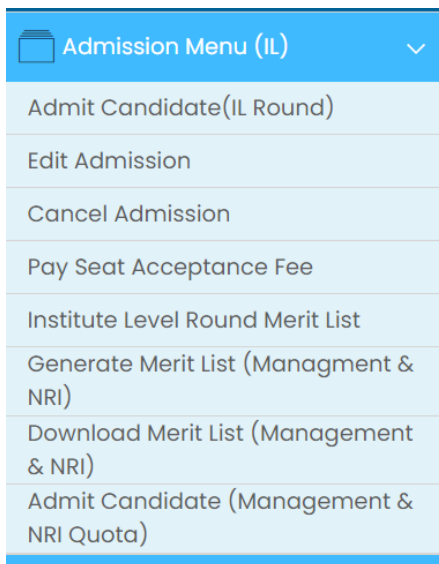 Admission Menu (IL)
Admit Candidate(IL Round)
Edit Admission
Cancel Admission
Pay Seat Acceptance Fee
Institute Level Round Merit List
Generate Merit List (Managment &
NRI)
Download Merit List (Management
& NRI)
Admit Candidate (Management &
NRI Quota)